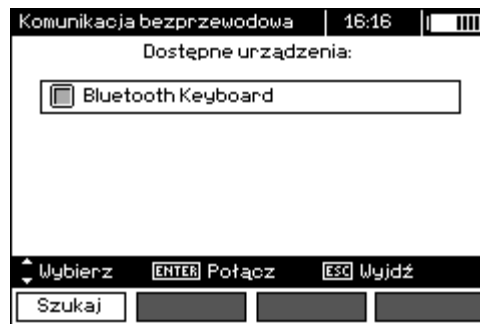 Komunikacja bezprzewodowa 16:16
Dostępne urządzenia:
Bluetooth Keyboard
Wybierz ENTER Połącz ESC Wyjdź
Szukaj